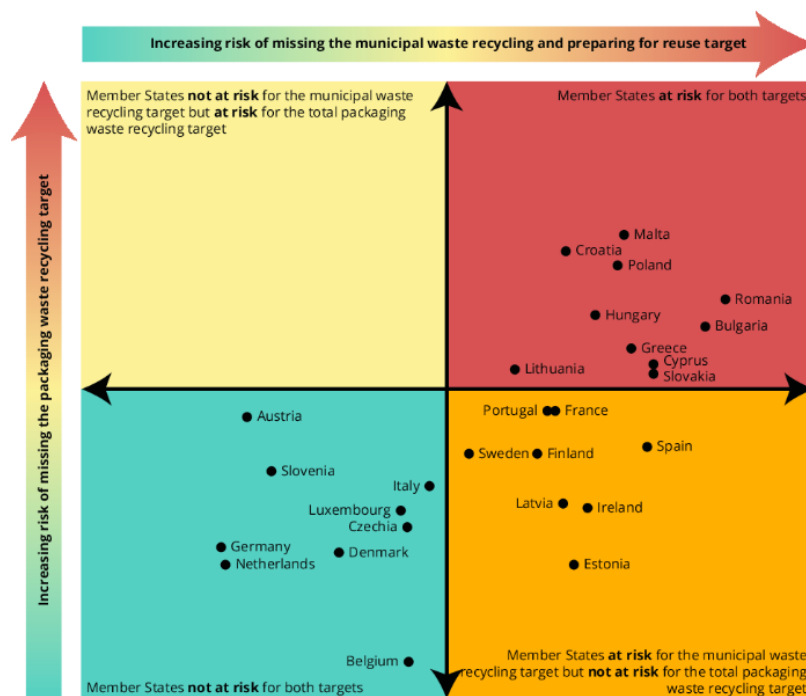 Increasing risk of missing the municipal waste recycling and preparing for reuse target
Increasing risk of missing the packaging waste recycling target
Member States not at risk for the municipal waste
recycling target but at risk for the total packaging
waste recycling target
Member States at risk for both targets
Malta
Croatia
Poland
Romania
Hungary
Bulgaria
Greece
Cyprus
Lithuania
Slovakia
Austria
Portugal
France
Spain
Sweden
Finland
Slovenia
Italy
Latvia
Ireland
Luxembourg
Czechia
Germany
Denmark
Netherlands
Estonia
Belgium
Member States not at risk for both targets
Member States at risk for the municipal waste
recycling target but not at risk for the total packaging
waste recycling target